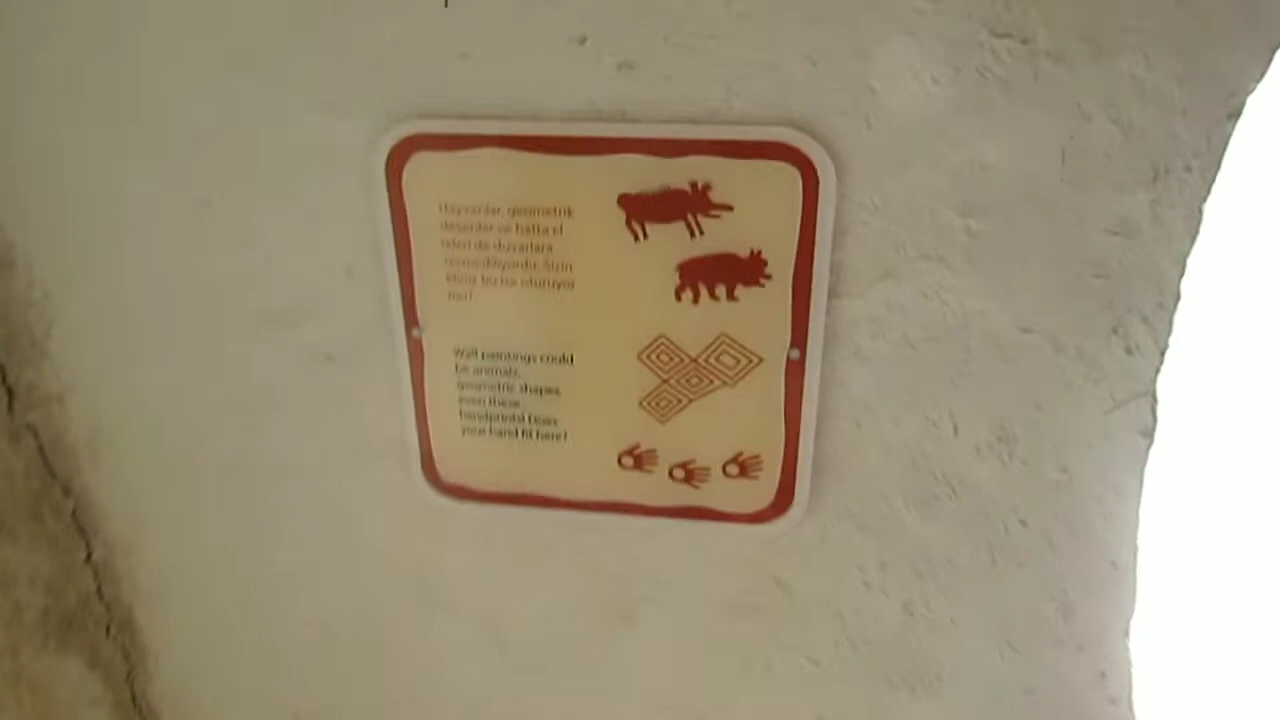 Hayvanlar, geometrik
desenler ve hatta el
izleri de duvarlara
resmediliyordu. Sizin
eliniz bu ize oturuyor
mu?
Wall paintings could
be animals,
geometric shapes,
even these
handprints! Does
your hand fit here?